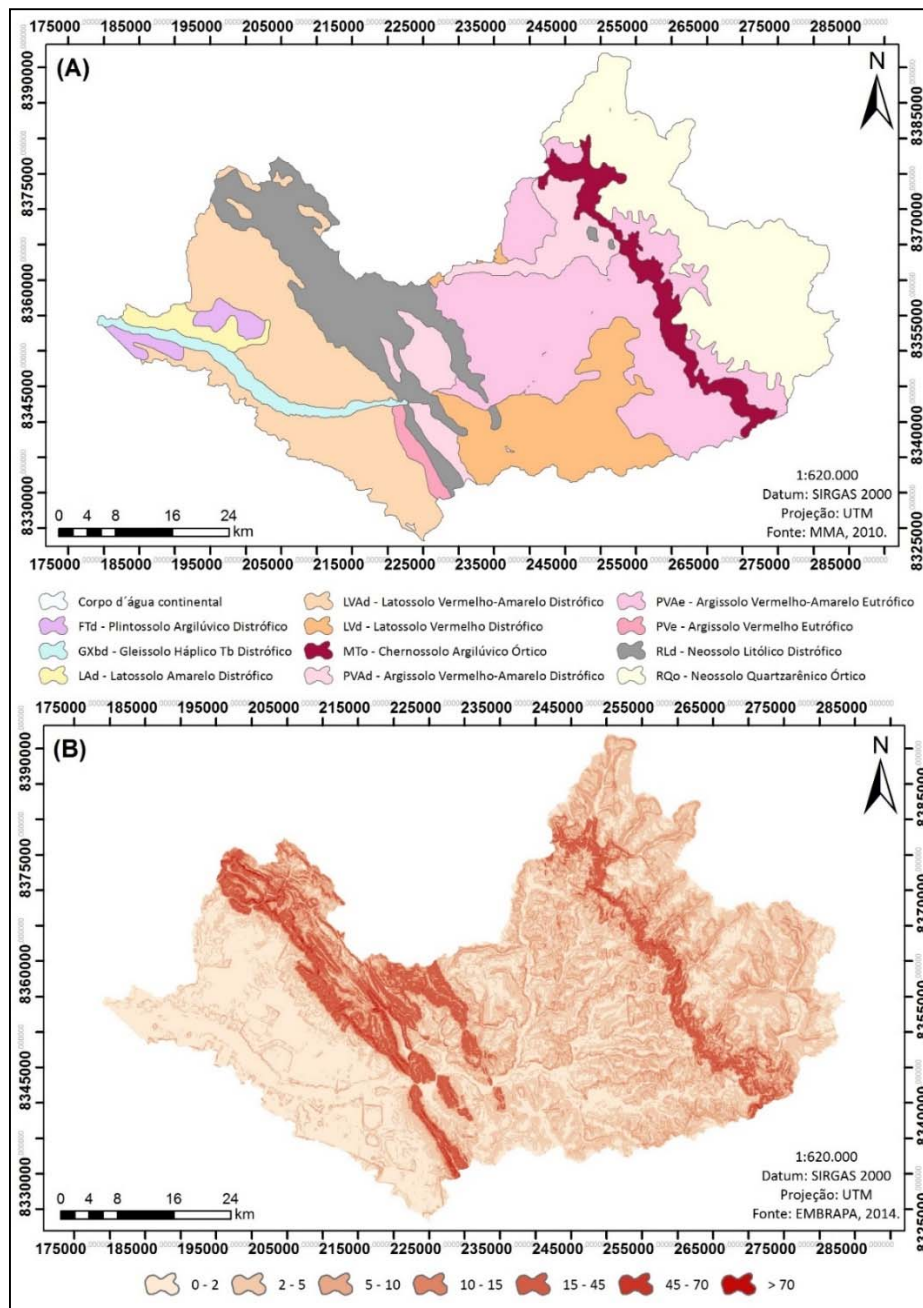 175000 185000 195000 205000 215000 225000 235000 245000 255000 265000 275000 285000
(A)
N
8390000
8375000
8360000
8345000
8330000
8385000
8370000
8355000
8340000
8325000
1:620.000
Datum: SIRGAS 2000
Projeção: UTM
Fonte: MMA, 2010.
0 4 8 16 24
km
175000 185000 195000 205000 215000 225000 235000 245000 255000 265000 275000 285000
Corpo d´água continental
FTd - Plintossolo Argilúvico Distrófico
GXbd - Gleissolo Háplico Tb Distrófico
LAd - Latossolo Amarelo Distrófico
LVAd - Latossolo Vermelho-Amarelo Distrófico
LVd - Latossolo Vermelho Distrófico
MTo - Chernossolo Argilúvico Órtico
PVAd - Argissolo Vermelho-Amarelo Distrófico
PVAe - Argissolo Vermelho-Amarelo Eutrófico
PVe - Argissolo Vermelho Eutrófico
RLd - Neossolo Litólico Distrófico
RQo - Neossolo Quartzarênico Órtico
175000 185000 195000 205000 215000 225000 235000 245000 255000 265000 275000 285000
(B)
N
8390000
8375000
8360000
8345000
8330000
8385000
8370000
8355000
8340000
8325000
1:620.000
Datum: SIRGAS 2000
Projeção: UTM
Fonte: EMBRAPA, 2014.
0 4 8 16 24
km
175000 185000 195000 205000 215000 225000 235000 245000 255000 265000 275000 285000
0 - 2 2 - 5 5 - 10 10 - 15 15 - 45 45 - 70 > 70